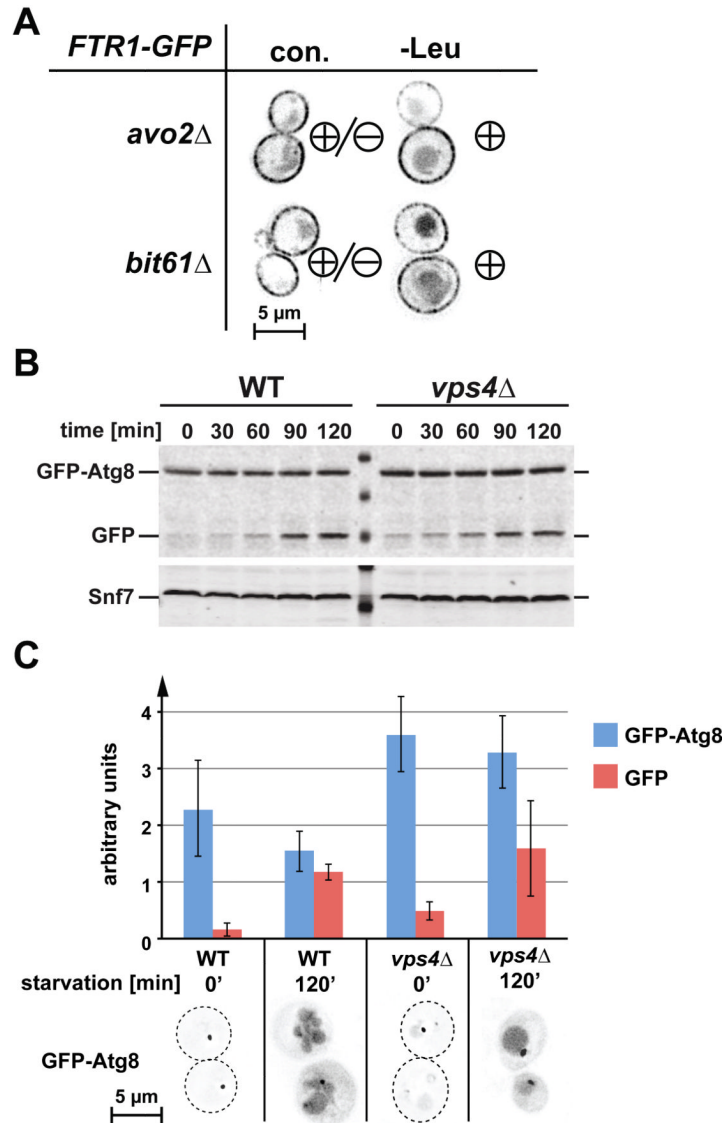 A
FTR1-GFP con. -Leu
avo2Δ ⊕/⊖ ⊕
bit61Δ ⊕/⊖ ⊕
5 µm
B
WT vps4Δ
time [min] 0 30 60 90 120 0 30 60 90 120
GFP-Atg8
GFP
Snf7
C
4
3
2
1
0
arbitrary units
GFP-Atg8
GFP
WT WT vps4Δ vps4Δ
starvation [min] 0' 120' 0' 120'
GFP-Atg8
5 µm